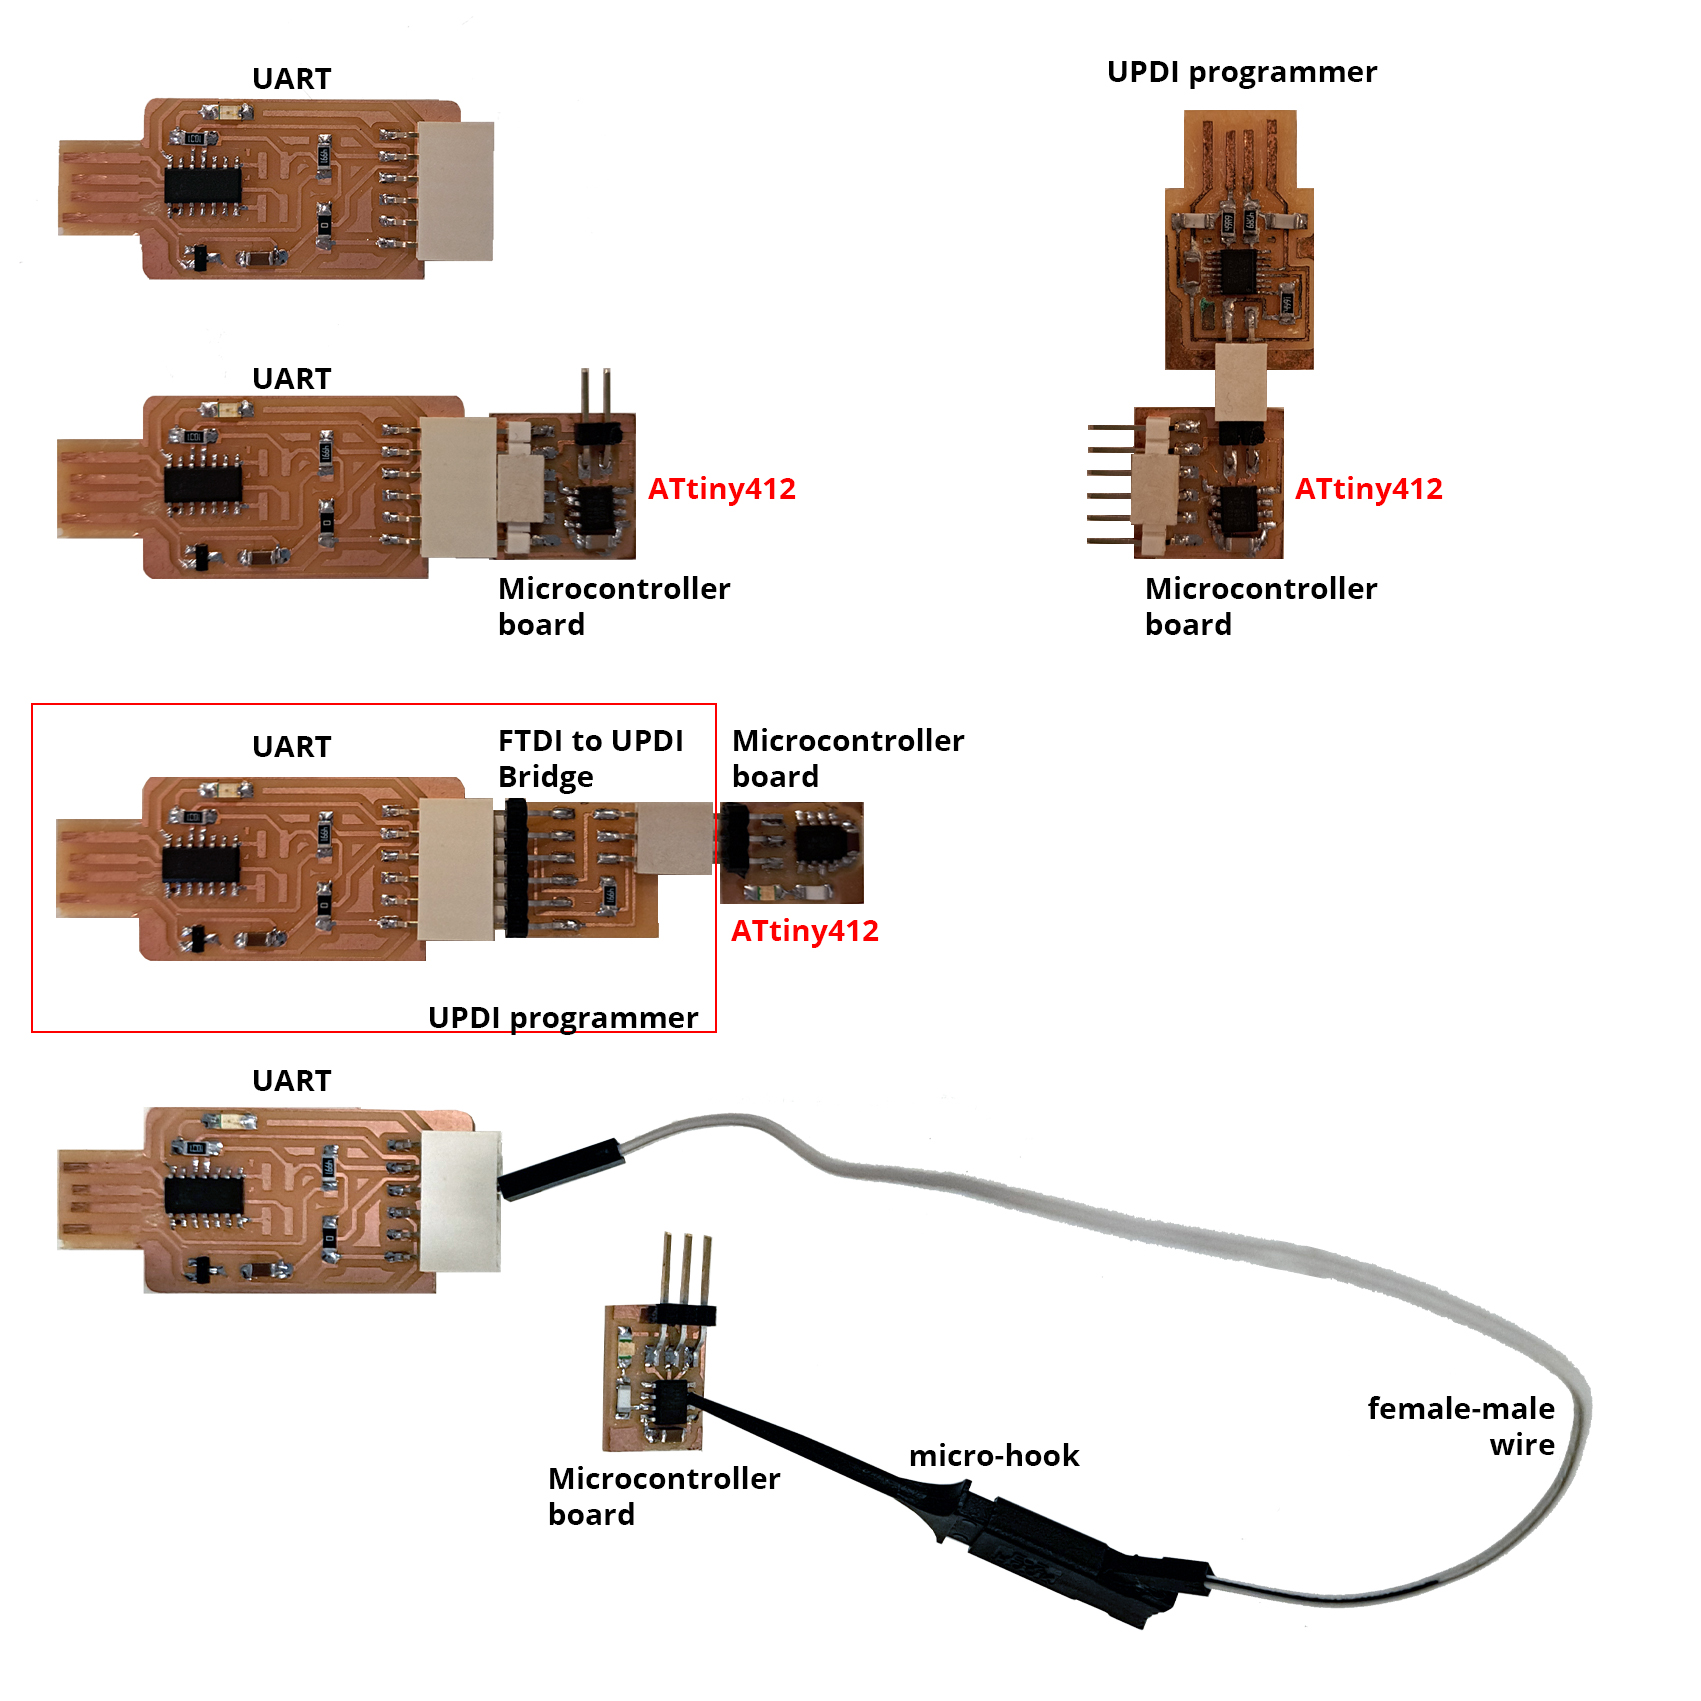 UART
UPDI programmer
UART
ATtiny412
ATtiny412
Microcontroller
board
Microcontroller
board
UART
FTDI to UPDI
Bridge
Microcontroller
board
ATtiny412
UPDI programmer
UART
female-male
wire
micro-hook
Microcontroller
board